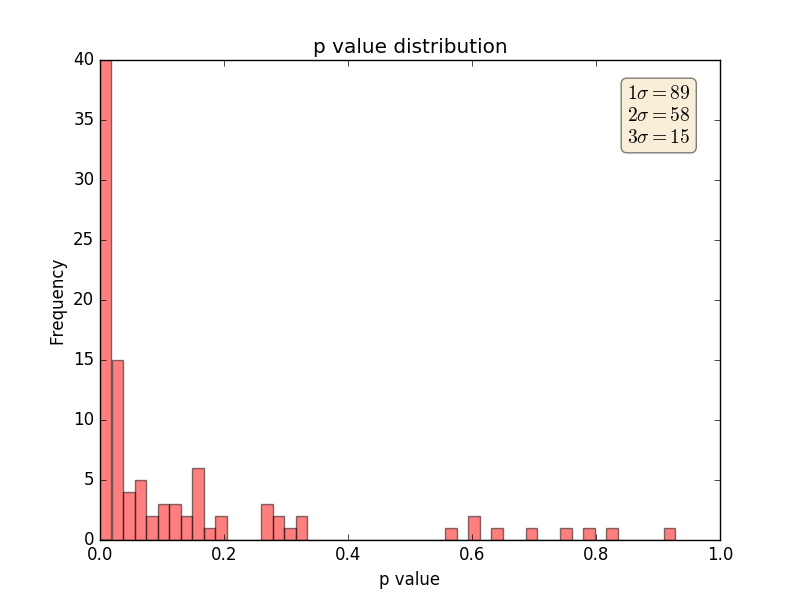 p value distribution
1σ = 89
2σ = 58
3σ = 15
40
35
30
25
20
15
10
5
0
Frequency
0.0 0.2 0.4 0.6 0.8 1.0
p value